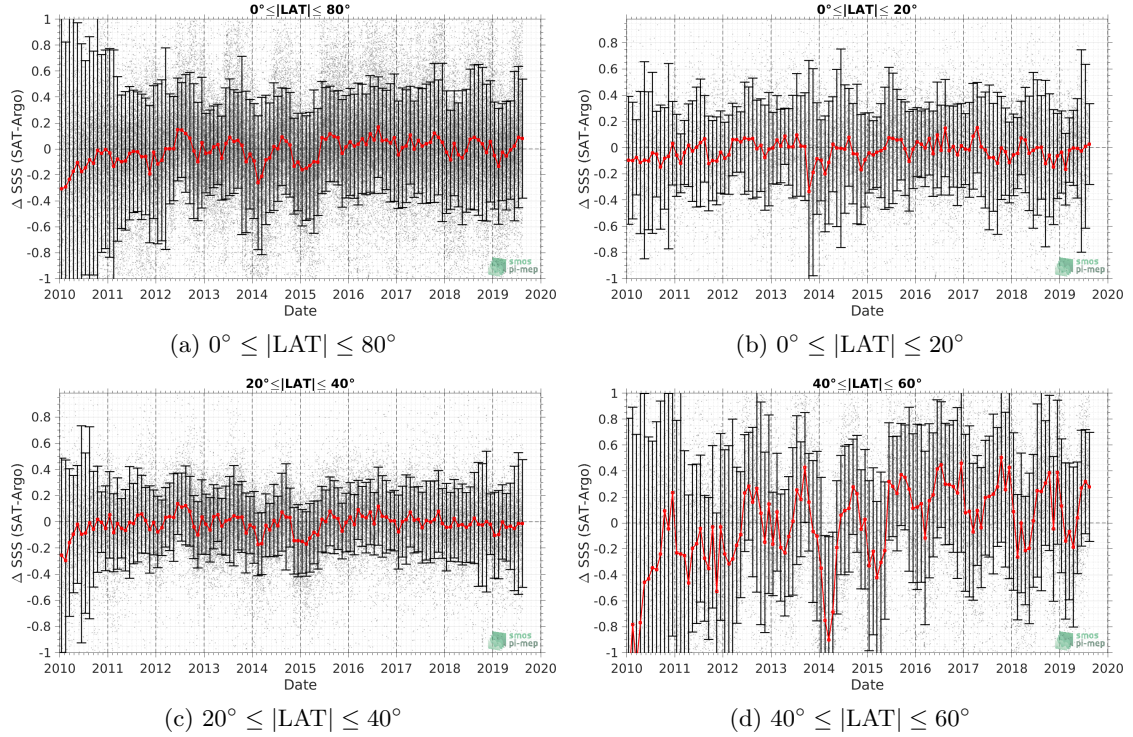 0°≤|LAT|≤ 80°
Δ SSS (SAT-Argo)
1
0.8
0.6
0.4
0.2
0
-0.2
-0.4
-0.6
-0.8
-1
smos
pi-mep
2010 2011 2012 2013 2014 2015 2016 2017 2018 2019 2020
Date
(a) 0° ≤ |LAT| ≤ 80°
0°≤|LAT|≤ 20°
Δ SSS (SAT-Argo)
0.8
0.6
0.4
0.2
0
-0.2
-0.4
-0.6
-0.8
-1
smos
pi-mep
2010 2011 2012 2013 2014 2015 2016 2017 2018 2019 2020
Date
(b) 0° ≤ |LAT| ≤ 20°
20°≤|LAT|≤ 40°
Δ SSS (SAT-Argo)
0.8
0.6
0.4
0.2
0
-0.2
-0.4
-0.6
-0.8
-1
smos
pi-mep
2010 2011 2012 2013 2014 2015 2016 2017 2018 2019 2020
Date
(c) 20° ≤ |LAT| ≤ 40°
40°≤|LAT|≤ 60°
Δ SSS (SAT-Argo)
1
0.8
0.6
0.4
0.2
0
-0.2
-0.4
-0.6
-0.8
-1
smos
pi-mep
2010 2011 2012 2013 2014 2015 2016 2017 2018 2019 2020
Date
(d) 40° ≤ |LAT| ≤ 60°